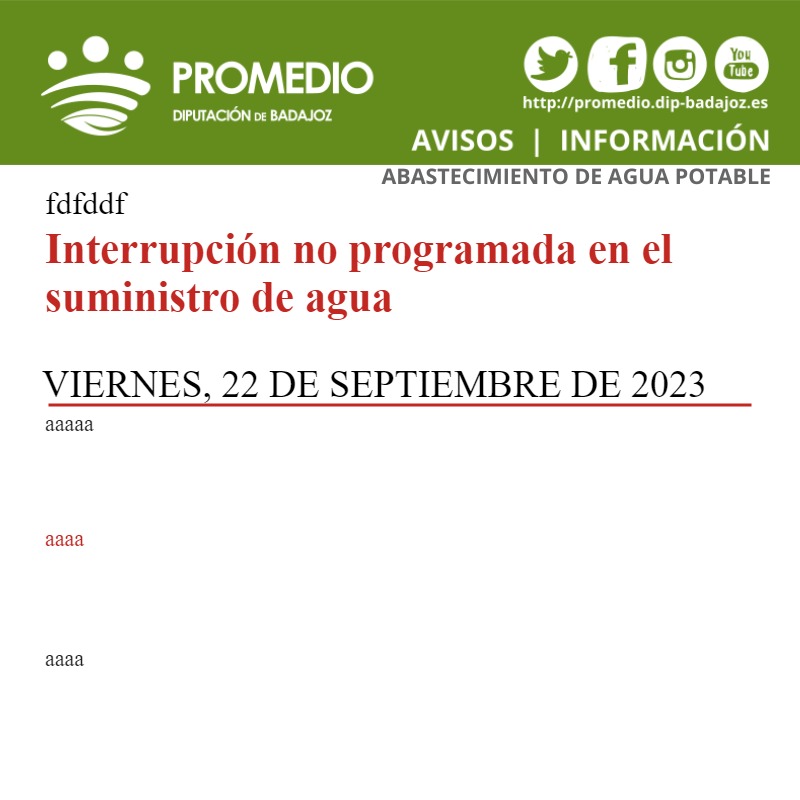 PROMEDIO
DIPUTACIÓN DE BADAJOZ
You
Tube
http://promedio.dip-badajoz.es
AVISOS | INFORMACIÓN
ABASTECIMIENTO DE AGUA POTABLE
fdfddf
Interrupción no programada en el
suministro de agua
VIERNES, 22 DE SEPTIEMBRE DE 2023
aaaaa
aaaa
aaaa